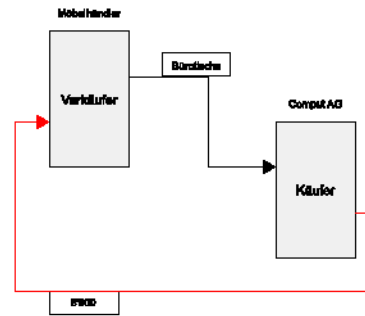 Möbelhändler
Verkäufer
Bürotische
Comput AG
Käufer